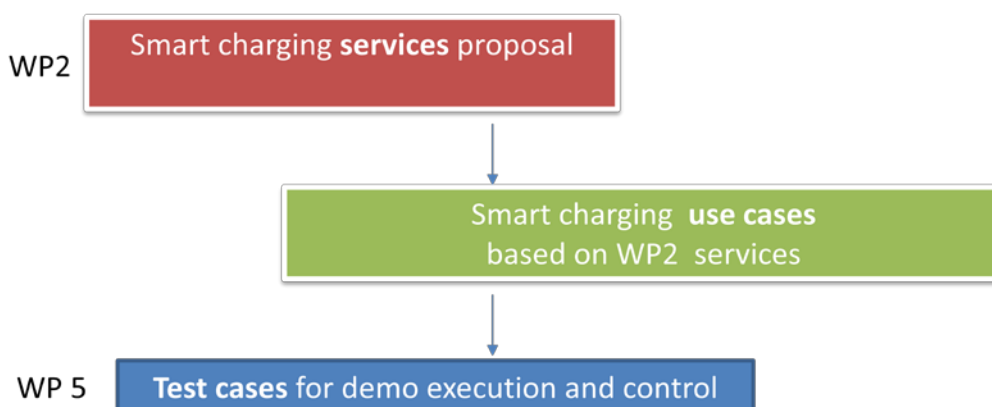 WP2
Smart charging services proposal
Smart charging use cases
based on WP2 services
WP 5
Test cases for demo execution and control